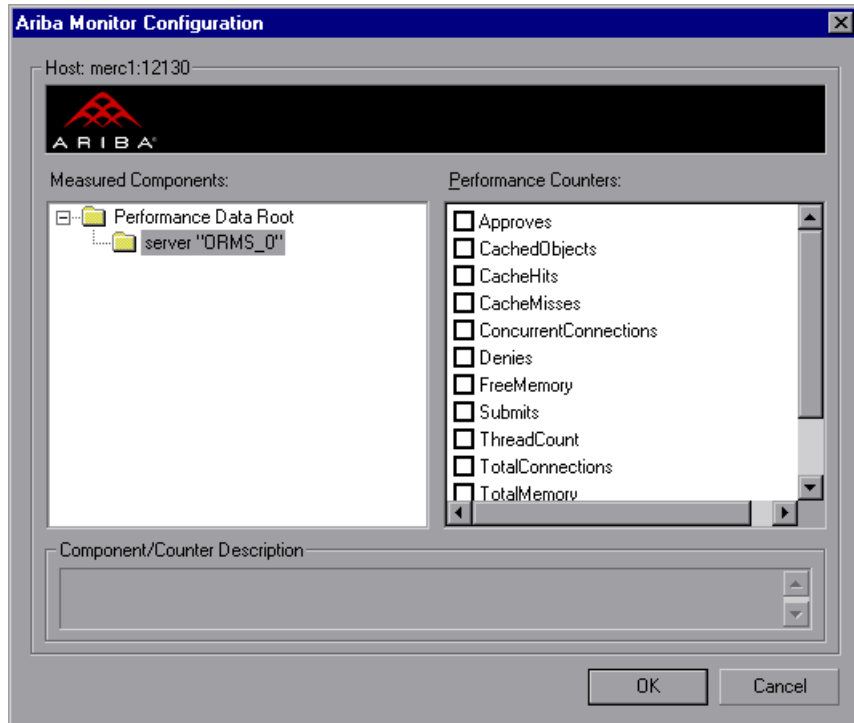 Ariba Monitor Configuration
Host: merc1:12130
ARIBA®
Measured Components:
Performance Data Root
server "ORMS_0"
Performance Counters:
Approves
CachedObjects
CacheHits
CacheMisses
ConcurrentConnections
Denies
FreeMemory
Submits
ThreadCount
TotalConnections
TotalMemory
Component/Counter Description
OK Cancel